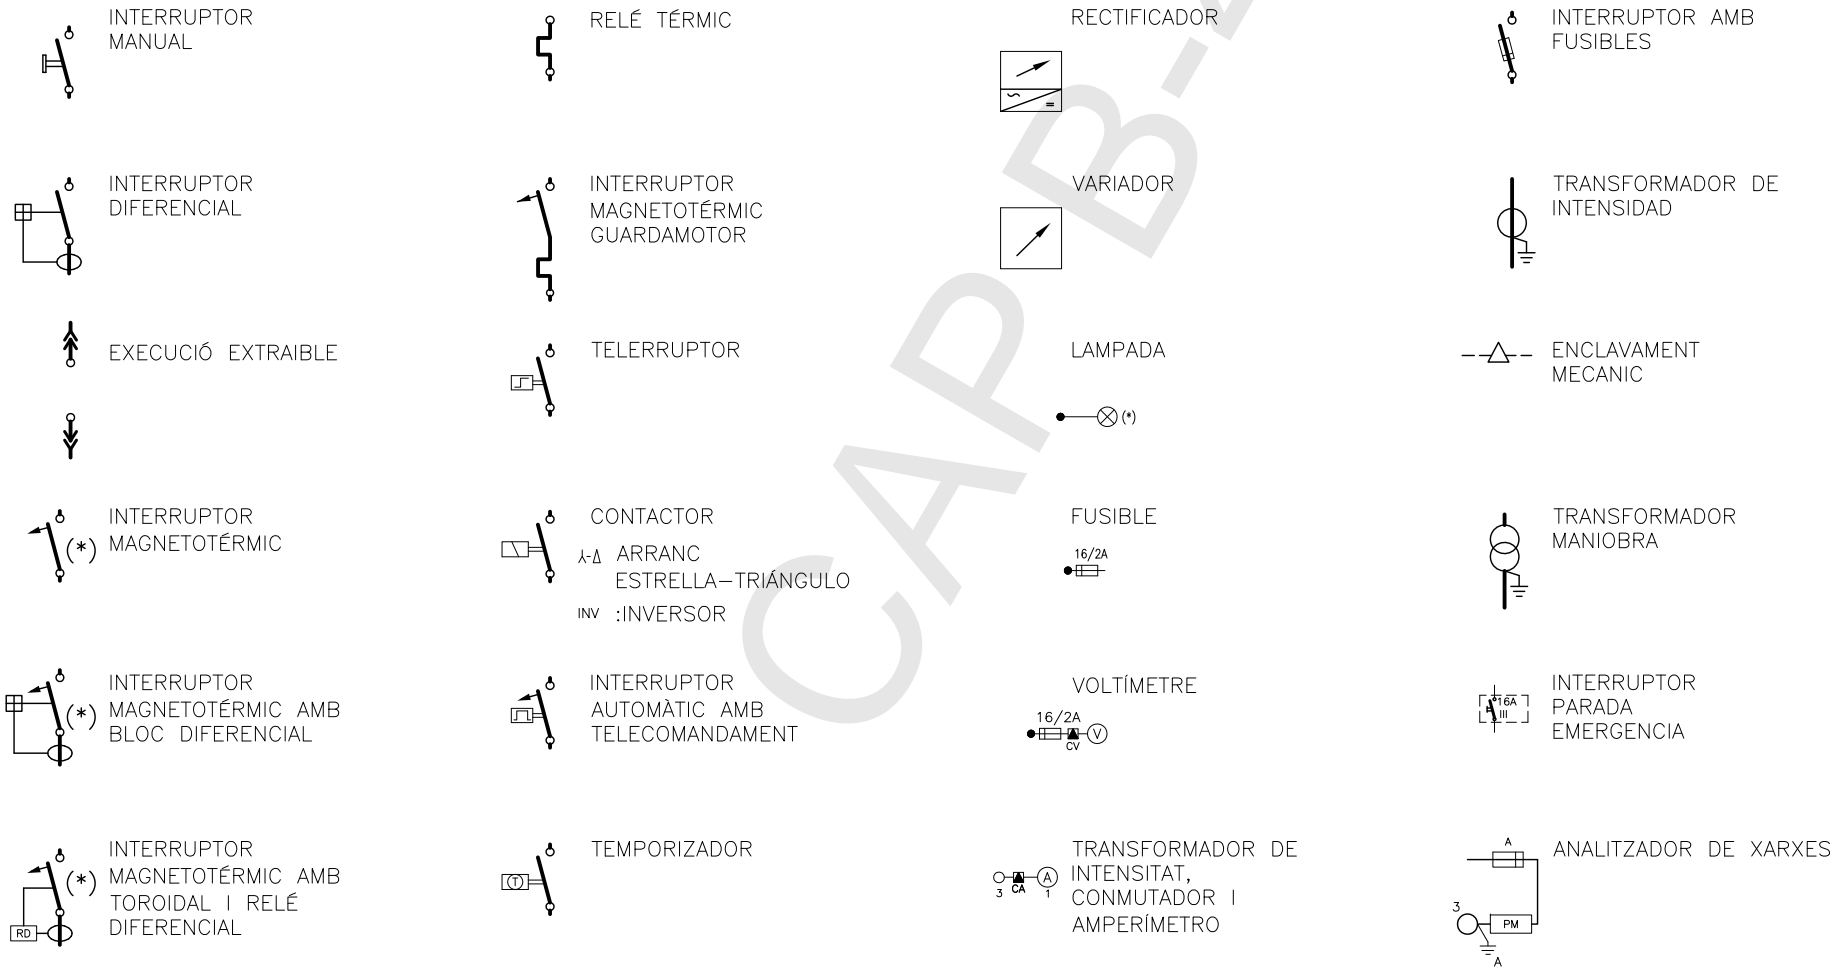 INTERRUPTOR
MANUAL
INTERRUPTOR
DIFERENCIAL
EXECUCIÓ EXTRAIBLE
INTERRUPTOR
MAGNETOTÉRMIC
(*)
INTERRUPTOR
MAGNETOTÉRMIC AMB
BLOC DIFERENCIAL
(*)
INTERRUPTOR
MAGNETOTÉRMIC AMB
TOROIDAL I RELÉ
DIFERENCIAL
(*)
RD
RELÉ TÉRMIC
INTERRUPTOR
MAGNETOTÉRMIC
GUARDAMOTOR
TELERRUPTOR
CONTACTOR
⅄-Δ ARRANC
ESTRELLA-TRIÁNGULO
INV :INVERSOR
INTERRUPTOR
AUTOMÀTIC AMB
TELECOMANDAMENT
TEMPORIZADOR
T
RECTIFICADOR
~
=
VARIADOR
LAMPADA
(*)
FUSIBLE
16/2A
VOLTÍMETRE
16/2A
V
CV
TRANSFORMADOR DE
INTENSITAT,
CONMUTADOR I
AMPERÍMETRO
A
3 CA 1
INTERRUPTOR AMB
FUSIBLES
TRANSFORMADOR DE
INTENSIDAD
ENCLAVAMENT
MECANIC
TRANSFORMADOR
MANIOBRA
INTERRUPTOR
PARADA
EMERGENCIA
16A
III
ANALITZADOR DE XARXES
A
3
PM
A
CAP B-